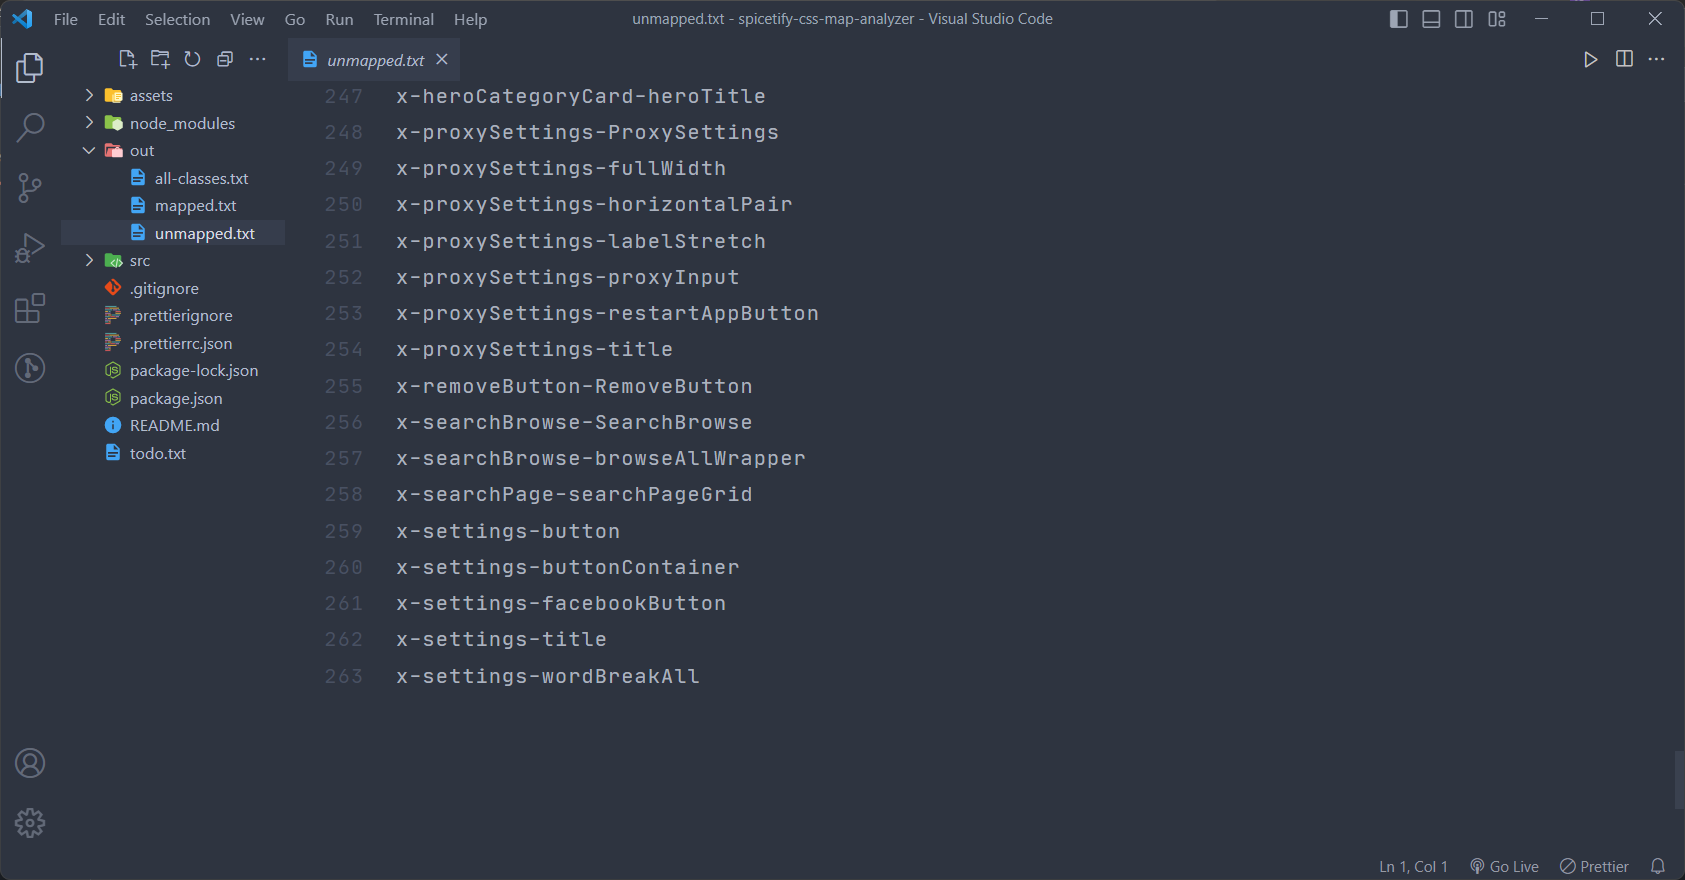 File Edit Selection View Go Run Terminal Help
unmapped.txt - spicetify-css-map-analyzer - Visual Studio Code
unmapped.txt
assets
node_modules
out
all-classes.txt
mapped.txt
unmapped.txt
src
.gitignore
.prettierignore
.prettierrc.json
package-lock.json
package.json
README.md
todo.txt
247 x-heroCategoryCard-heroTitle
248 x-proxySettings-ProxySettings
249 x-proxySettings-fullWidth
250 x-proxySettings-horizontalPair
251 x-proxySettings-labelStretch
252 x-proxySettings-proxyInput
253 x-proxySettings-restartAppButton
254 x-proxySettings-title
255 x-removeButton-RemoveButton
256 x-searchBrowse-SearchBrowse
257 x-searchBrowse-browseAllWrapper
258 x-searchPage-searchPageGrid
259 x-settings-button
260 x-settings-buttonContainer
261 x-settings-facebookButton
262 x-settings-title
263 x-settings-wordBreakAll
Ln 1, Col 1 Go Live Prettier